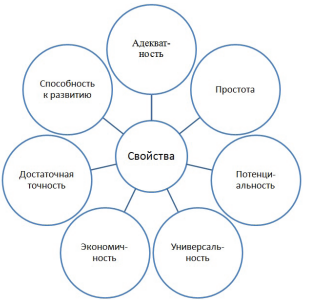 Адекват-
ность
Способность
к развитию
Простота
Свойства
Достаточная
точность
Потенци-
альность
Экономич-
ность
Универсаль-
ность